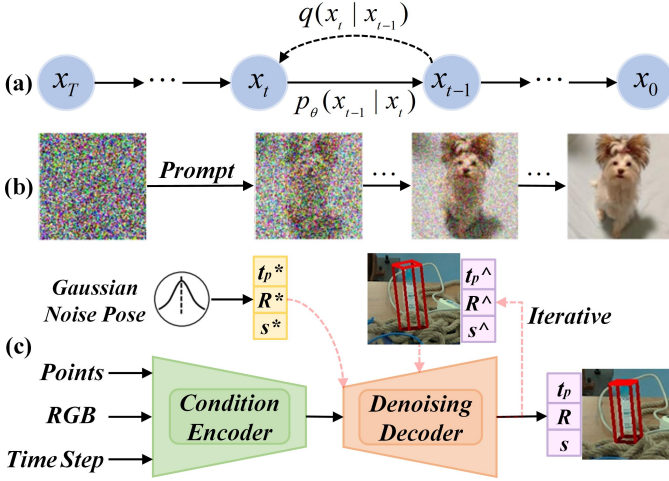 q(x_t | x_{t-1})
(a) x_T ... x_t x_{t-1} ... x_0
p_θ(x_{t-1} | x_t)
(b) Prompt ... ...
Gaussian
Noise Pose
t_p*
R*
s*
t_p^
R^
s^
Iterative
(c)
Points
RGB
Time Step
Condition
Encoder
Denoising
Decoder
t_p
R
s